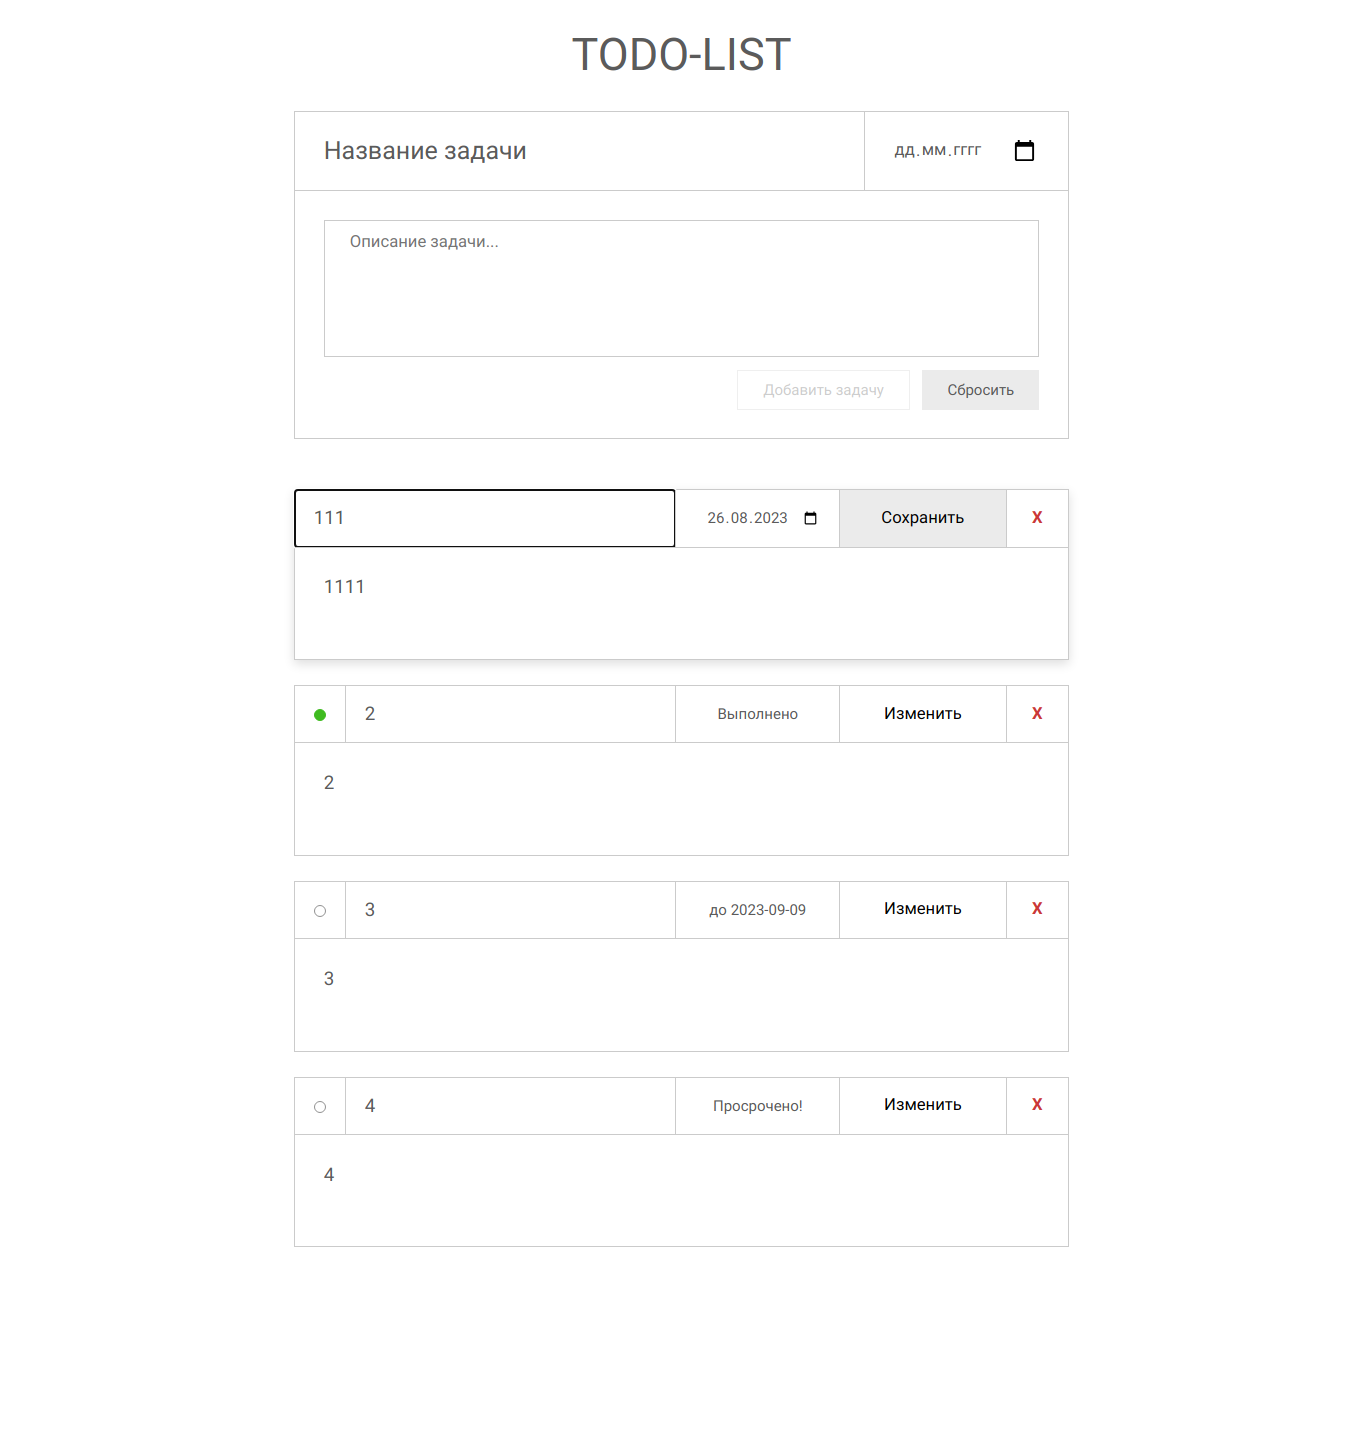 TODO-LIST
Название задачи дд.мм.гггг
Описание задачи...
Добавить задачу Сбросить
111 26.08.2023 Сохранить X
1111
2 Выполнено Изменить X
2
3 до 2023-09-09 Изменить X
3
4 Просрочено! Изменить X
4